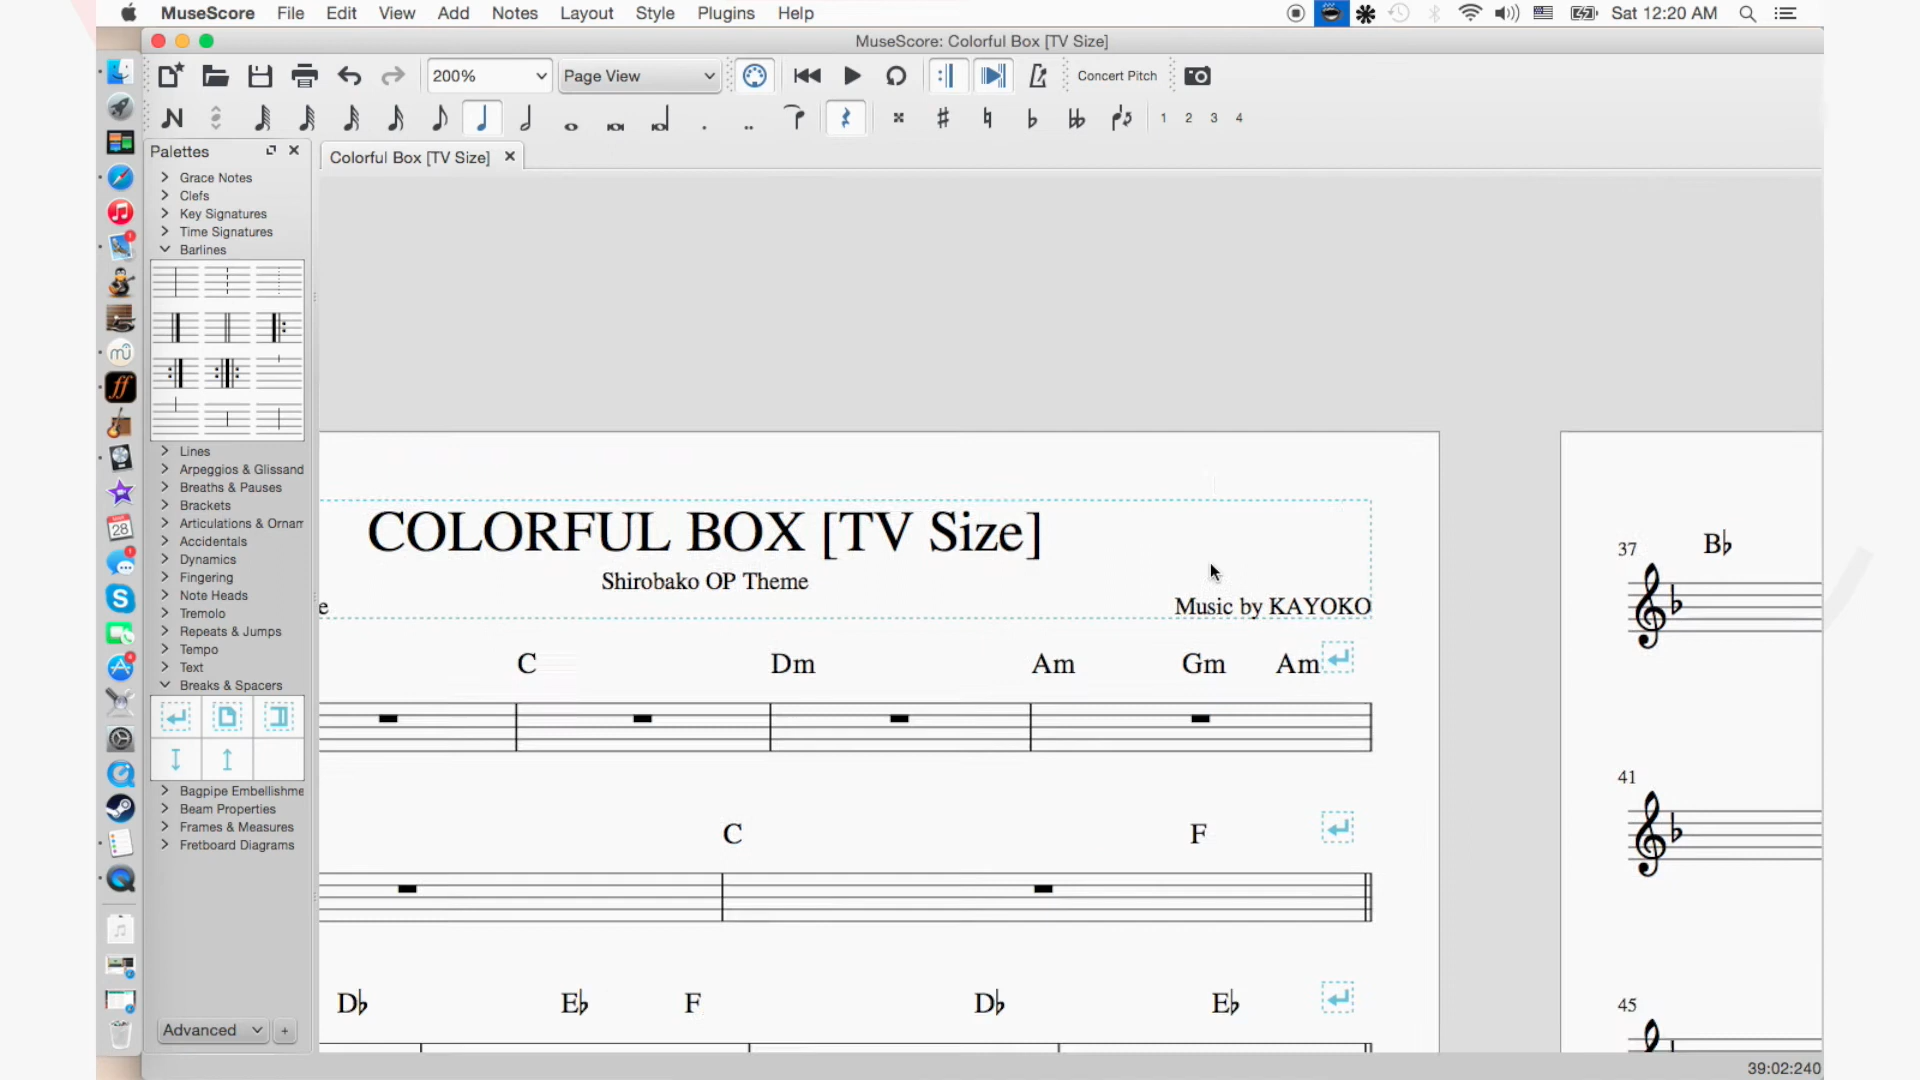 MuseScore File Edit View Add Notes Layout Style Plugins Help Sat 12:20 AM
MuseScore: Colorful Box [TV Size]
200% Page View Concert Pitch
1 2 3 4
Palettes
Colorful Box [TV Size]
Grace Notes
Clefs
Key Signatures
Time Signatures
Barlines
Lines
Arpeggios & Glissand
Breaths & Pauses
Brackets
Articulations & Ornam
Accidentals
Dynamics
Fingering
Note Heads
Tremolo
Repeats & Jumps
Tempo
Text
Breaks & Spacers
Bagpipe Embellishme
Beam Properties
Frames & Measures
Fretboard Diagrams
Advanced +
COLORFUL BOX [TV Size]
Shirobako OP Theme
e Music by KAYOKO
C Dm Am Gm Am
C F
D♭ E♭ F D♭ E♭
37 B♭
41
45
39:02:240